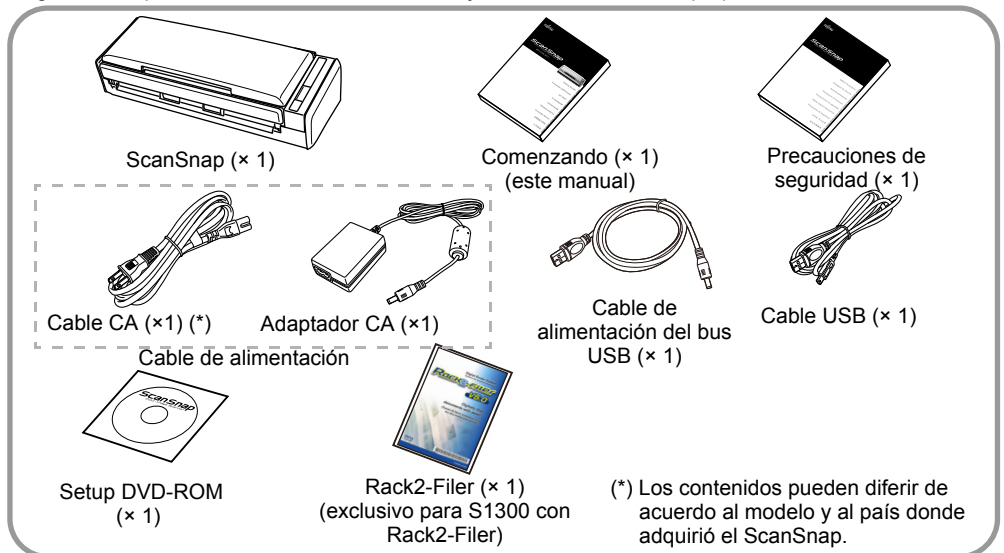 ScanSnap (× 1)
Comenzando (× 1)
(este manual)
Precauciones de
seguridad (× 1)
Cable CA (×1) (*)
Adaptador CA (×1)
Cable de alimentación
Cable de
alimentación del bus
USB (× 1)
Cable USB (× 1)
ScanSnap
Setup DVD-ROM
(× 1)
Rack2-Filer (× 1)
(exclusivo para S1300 con
Rack2-Filer)
(*) Los contenidos pueden diferir de
acuerdo al modelo y al país donde
adquirió el ScanSnap.